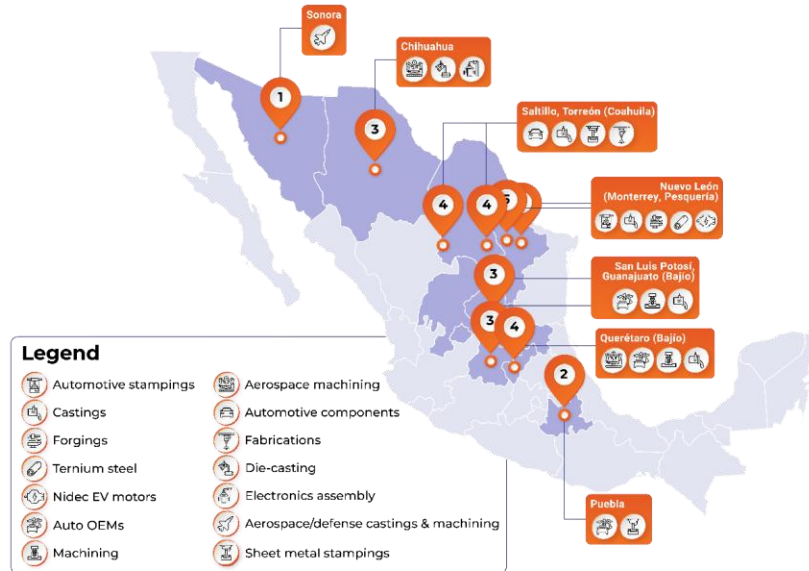 Sonora
1
Chihuahua
3
Saltillo, Torreón (Coahuila)
4
4
Nuevo León
(Monterrey, Pesquería)
5
San Luis Potosí,
Guanajuato (Bajío)
3
3
Querétaro (Bajío)
4
2
Puebla
Legend
Automotive stampings
Castings
Forgings
Ternium steel
Nidec EV motors
Auto OEMs
Machining
Aerospace machining
Automotive components
Fabrications
Die-casting
Electronics assembly
Aerospace/defense castings & machining
Sheet metal stampings